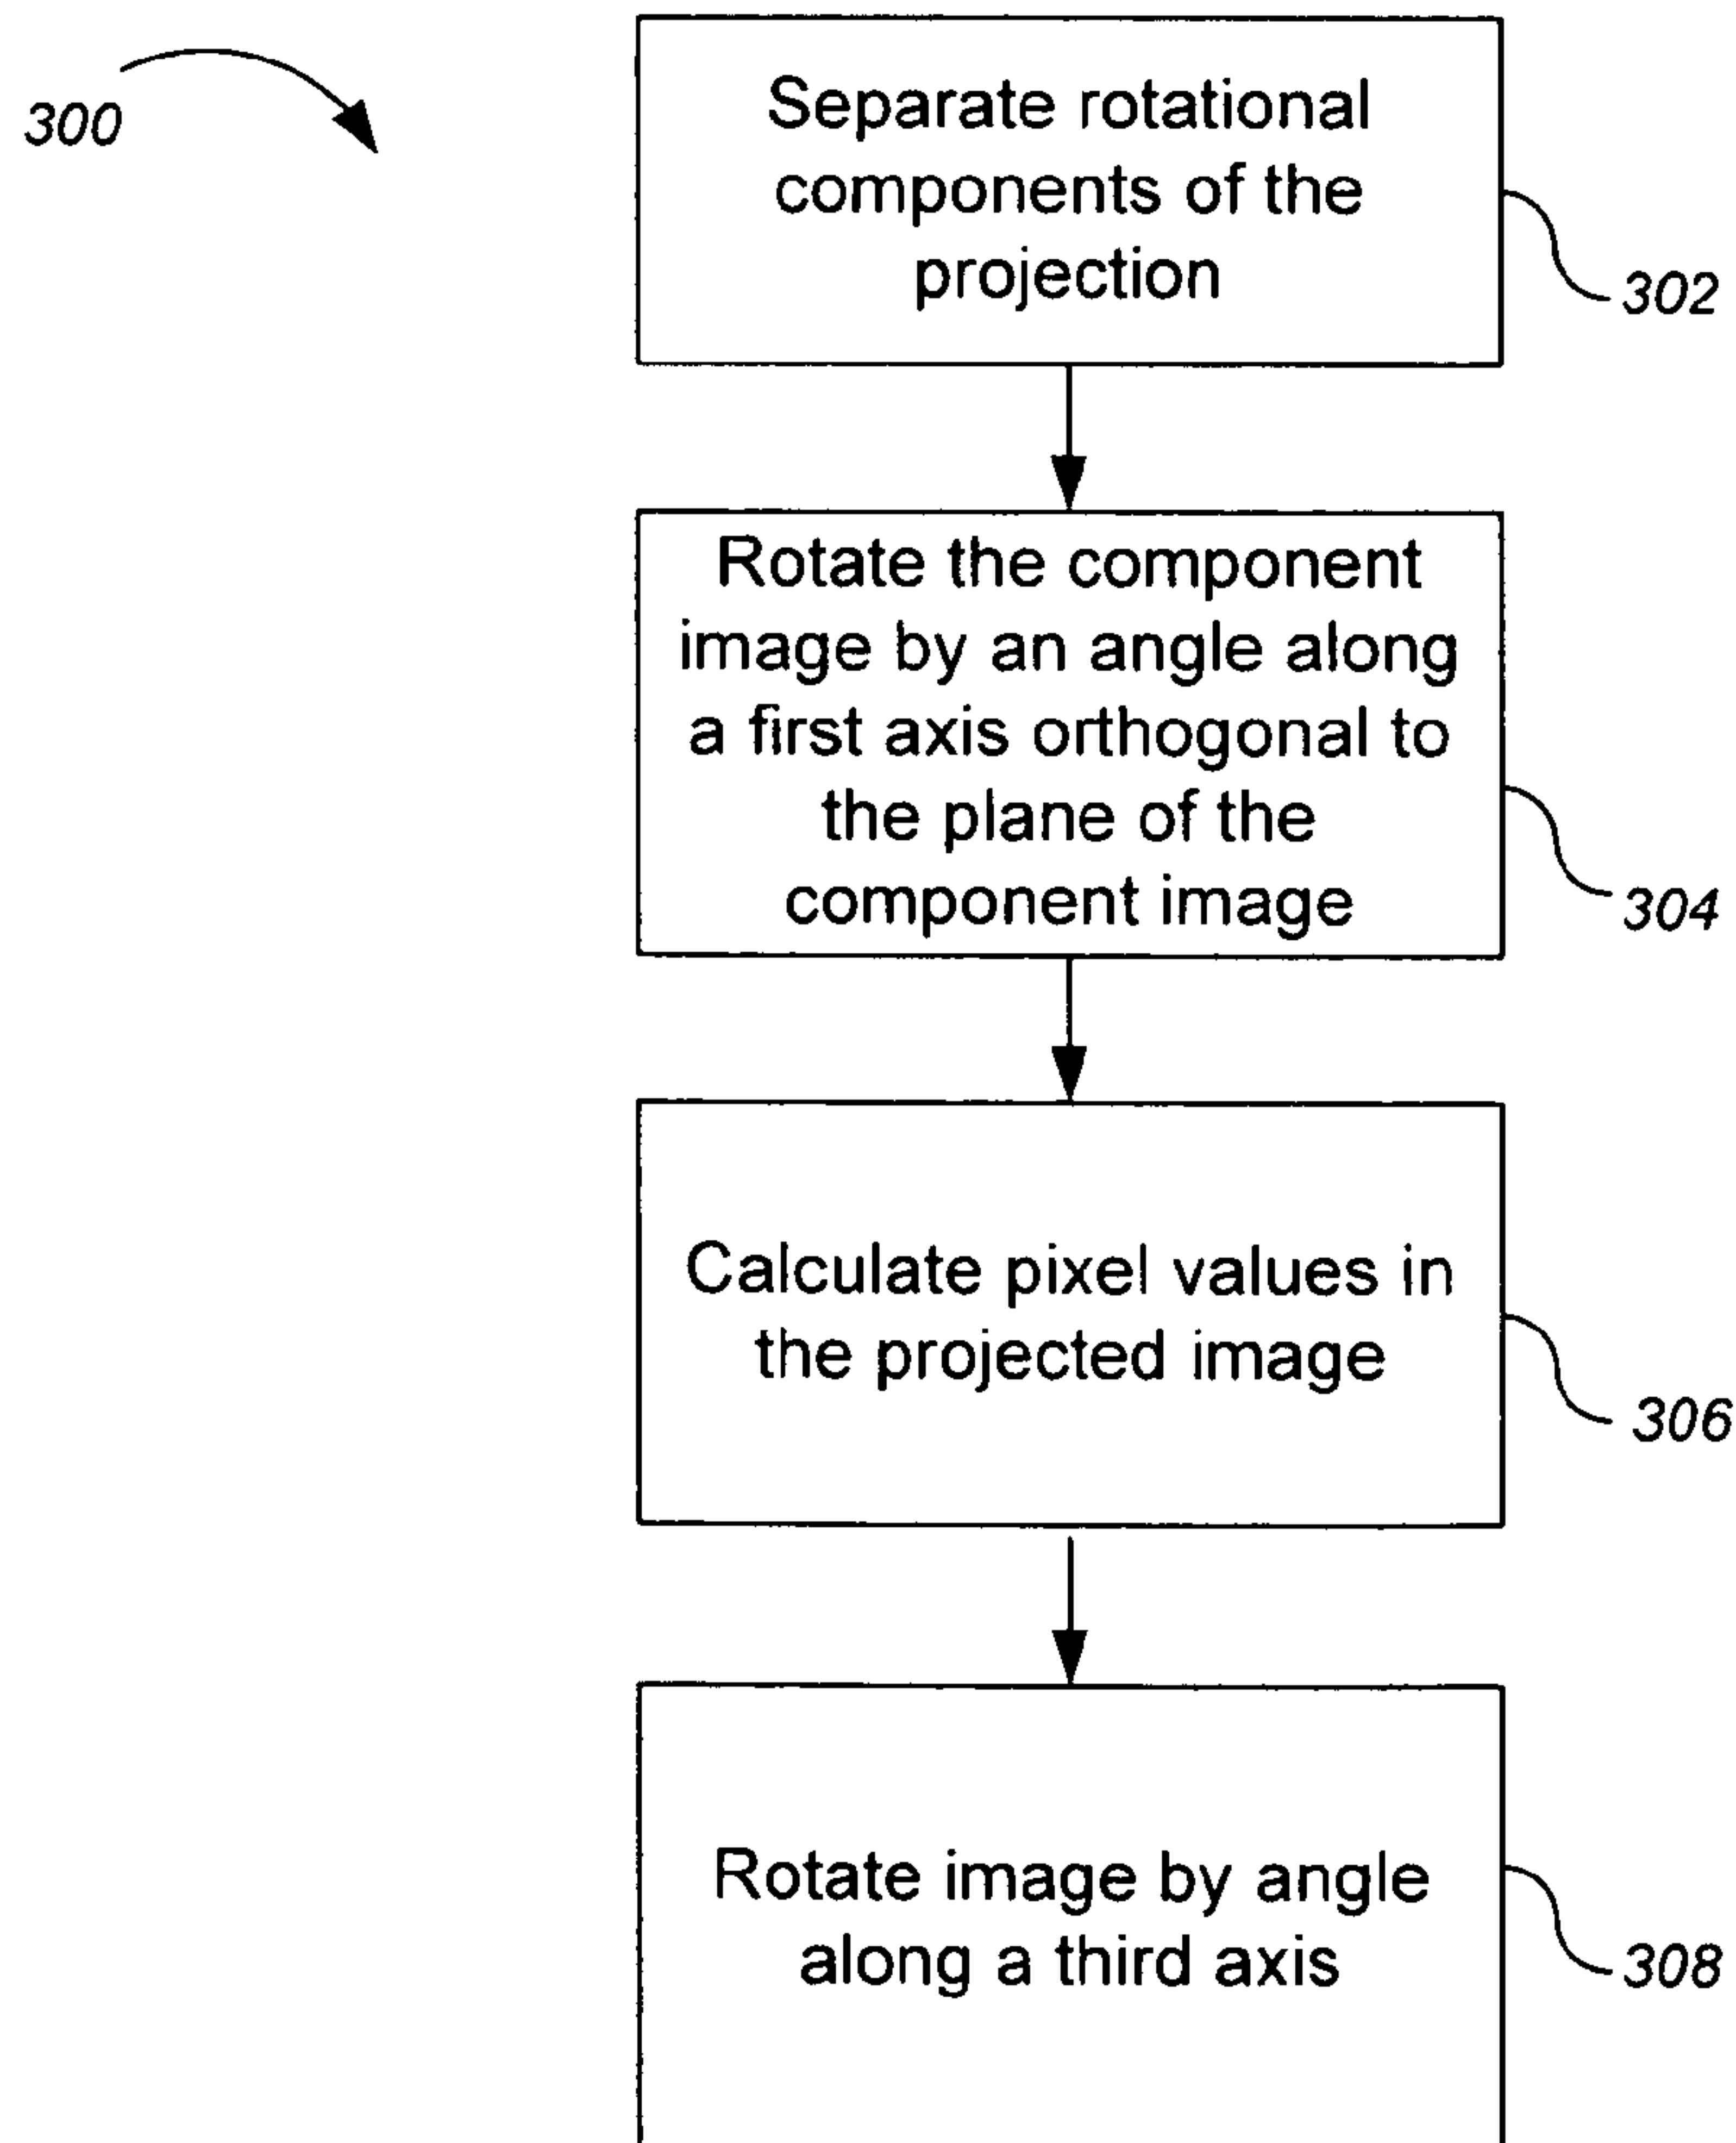 300
Separate rotational
components of the
projection
302
Rotate the component
image by an angle along
a first axis orthogonal to
the plane of the
component image
304
Calculate pixel values in
the projected image
306
Rotate image by angle
along a third axis
308